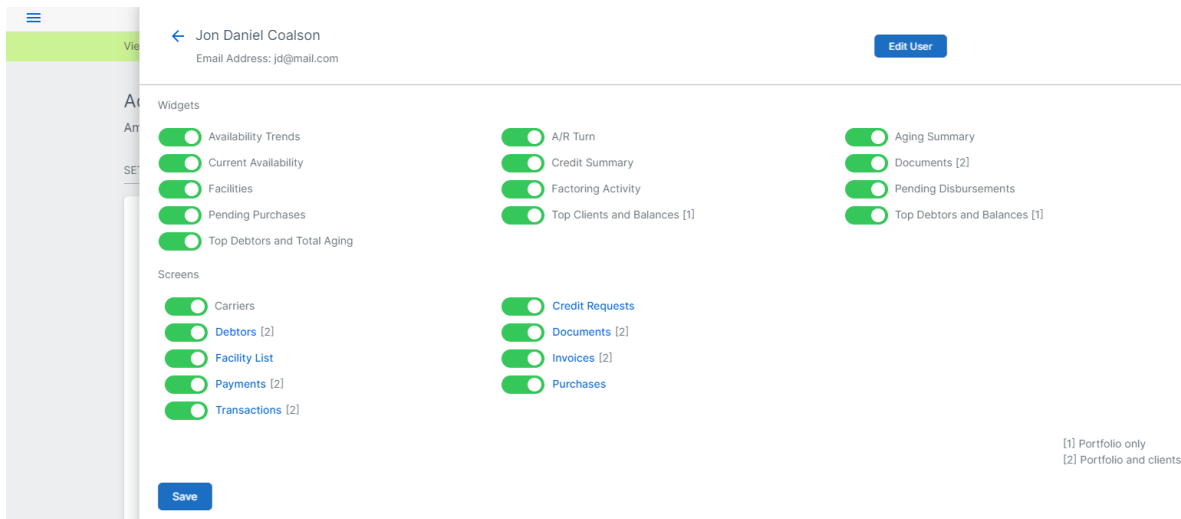 Jon Daniel Coalson
Edit User
Email Address: jd@mail.com
Vie
Widgets
Availability Trends A/R Turn Aging Summary
Current Availability Credit Summary Documents [2]
Facilities Factoring Activity Pending Disbursements
Pending Purchases Top Clients and Balances [1] Top Debtors and Balances [1]
Top Debtors and Total Aging
Screens
Carriers Credit Requests
Debtors [2] Documents [2]
Facility List Invoices [2]
Payments [2] Purchases
Transactions [2]
[1] Portfolio only
[2] Portfolio and clients
Save